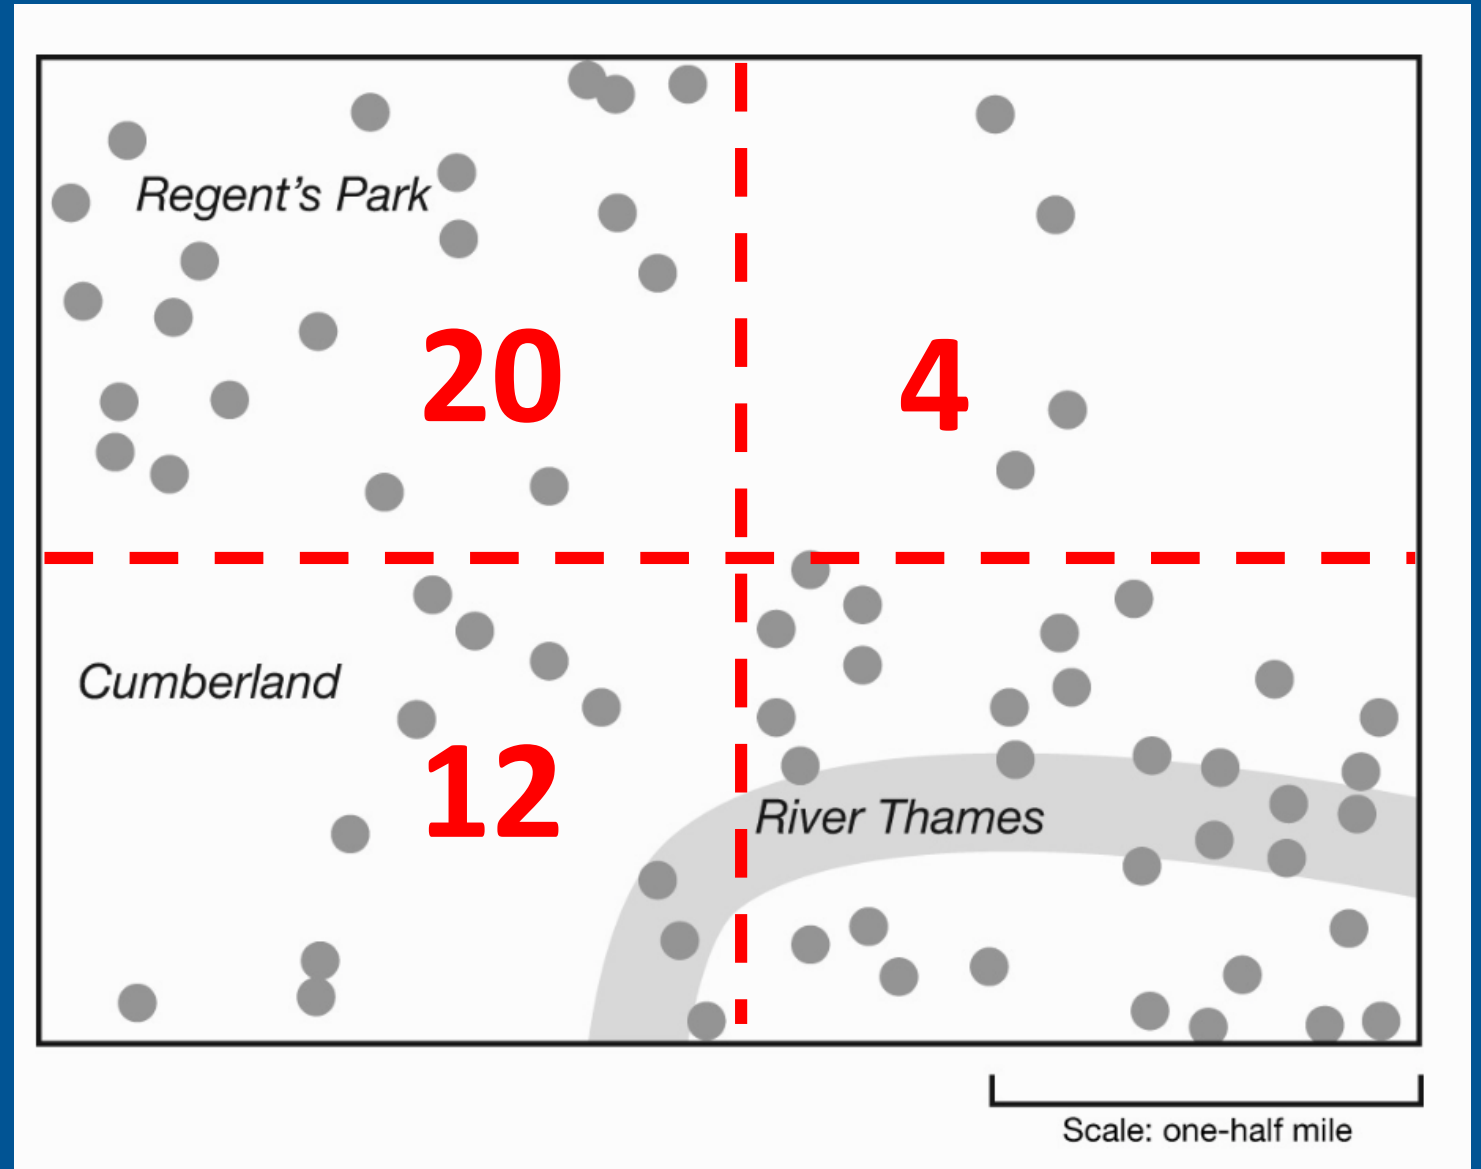 Regent's Park
20
4
Cumberland
12
River Thames
Scale: one-half mile